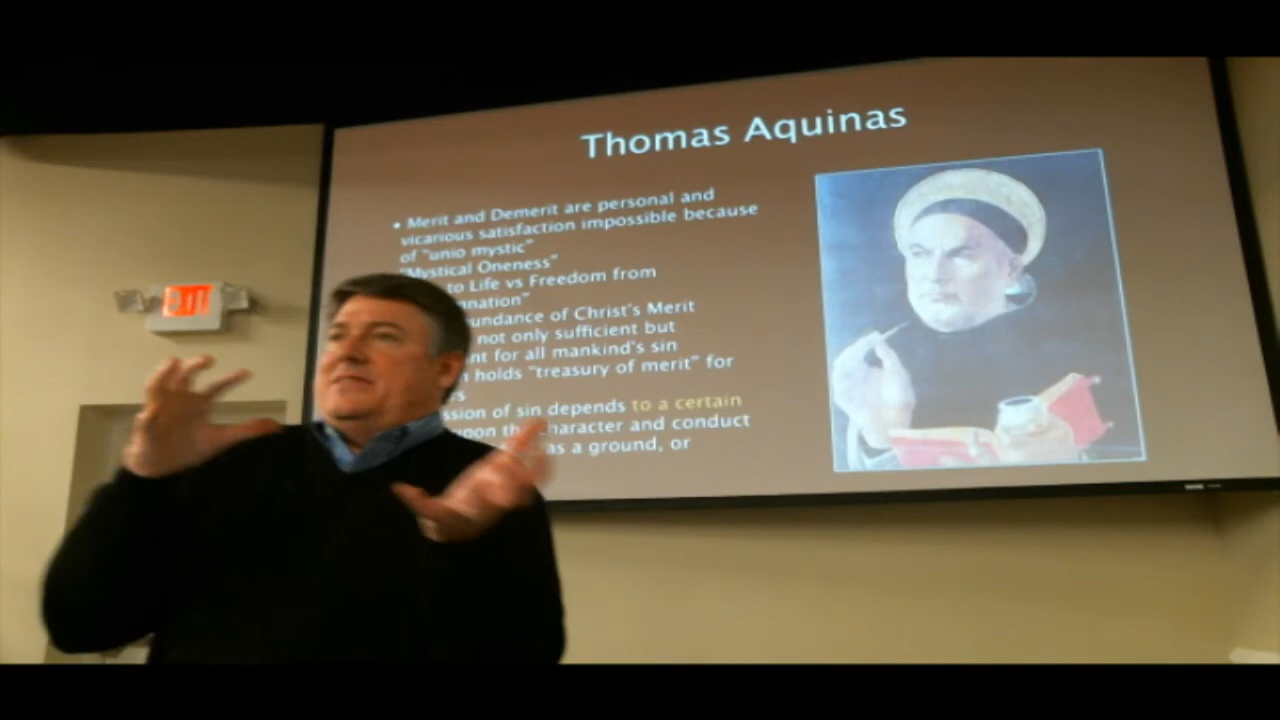 Thomas Aquinas
• Merit and Demerit are personal and
vicarious satisfaction impossible because
of "unio mystic"
"Mystical Oneness"
to Life vs Freedom from
nation"
undance of Christ's Merit
not only sufficient but
nt for all mankind's sin
holds "treasury of merit" for
ssion of sin depends to a certain
upon the character and conduct
as a ground, or
EXIT